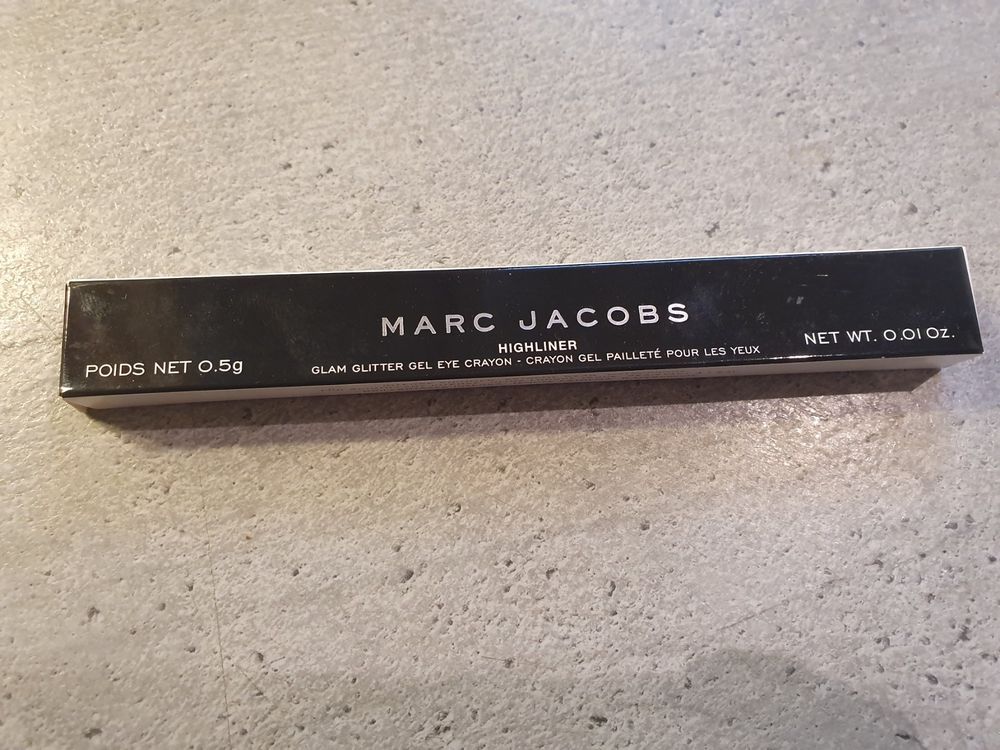 MARC JACOBS
HIGHLINER
GLAM GLITTER GEL EYE CRAYON - CRAYON GEL PAILLETÉ POUR LES YEUX
POIDS NET 0.5g
NET WT. 0.01 Oz.